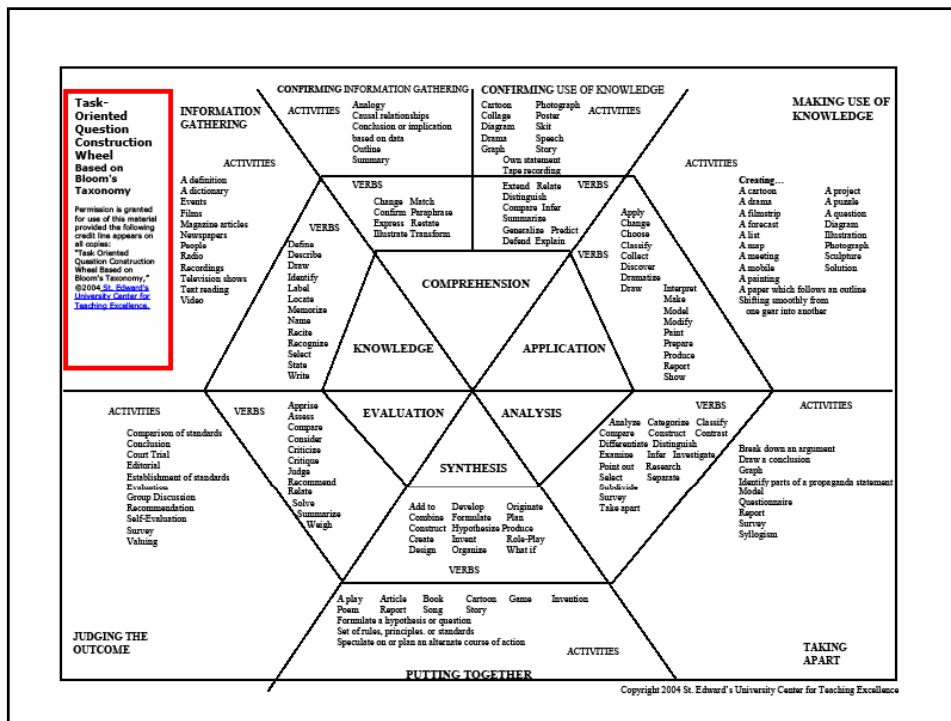 Task-
Oriented
Question
Construction
Wheel
Based on
Bloom's
Taxonomy
Permission is granted
for use of this material
provided the following
credit line appears on
all copies:
"Task Oriented
Question Construction
Wheel Based on
Bloom's Taxonomy,"
©2004 St. Edward's
University Center for
Teaching Excellence.
INFORMATION
GATHERING
ACTIVITIES
A definition
A dictionary
Events
Films
Magazine articles
Newspapers
People
Radio
Recordings
Television shows
Text reading
Video
VERBS
Define
Describe
Draw
Identify
Label
Locate
Memorize
Name
Recite
Recognize
Select
State
Write
KNOWLEDGE
CONFIRMING INFORMATION GATHERING
ACTIVITIES
Analogy
Causal relationships
Conclusion or implication
based on data
Outline
Summary
VERBS
Change Match
Confirm Paraphrase
Express Restate
Illustrate Transform
CONFIRMING USE OF KNOWLEDGE
Cartoon Photograph
ACTIVITIES
Collage Poster
Diagram Skit
Drama Speech
Graph Story
Own statement
Tape recording
Extend Relate
VERBS
Distinguish
Compare Infer
Summarize
Generalize Predict
Defend Explain
COMPREHENSION
MAKING USE OF
KNOWLEDGE
ACTIVITIES
Creating...
A cartoon A project
A drama A puzzle
A filmstrip A question
A forecast Diagram
A list Illustration
A map Photograph
A meeting Sculpture
A mobile Solution
A painting
A paper which follows an outline
Shifting smoothly from
one gear into another
VERBS
Apply
Change
Choose
Classify
Collect
Discover
Dramatize
Draw
Interpret
Make
Model
Modify
Paint
Prepare
Produce
Report
Show
APPLICATION
ACTIVITIES
Comparison of standards
Conclusion
Court Trial
Editorial
Establishment of standards
Evaluation
Group Discussion
Recommendation
Self-Evaluation
Survey
Valuing
VERBS
Apprise
Assess
Compare
Consider
Criticize
Critique
Judge
Recommend
Relate
Solve
Summarize
Weigh
EVALUATION
JUDGING THE
OUTCOME
SYNTHESIS
Add to Develop Originate
Combine Formulate Plan
Construct Hypothesize Produce
Create Invent Role-Play
Design Organize What if
VERBS
A play Article Book Cartoon Game Invention
Poem Report Song Story
Formulate a hypothesis or question
Set of rules, principles. or standards
Speculate on or plan an alternate course of action
ACTIVITIES
PUTTING TOGETHER
ANALYSIS
VERBS
Analyze Categorize Classify
Compare Construct Contrast
Differentiate Distinguish
Examine Infer Investigate
Point out Research
Select Separate
Subdivide
Survey
Take apart
ACTIVITIES
Break down an argument
Draw a conclusion
Graph
Identify parts of a propaganda statement
Model
Questionnaire
Report
Survey
Syllogism
TAKING
APART
Copyright 2004 St. Edward's University Center for Teaching Excellence